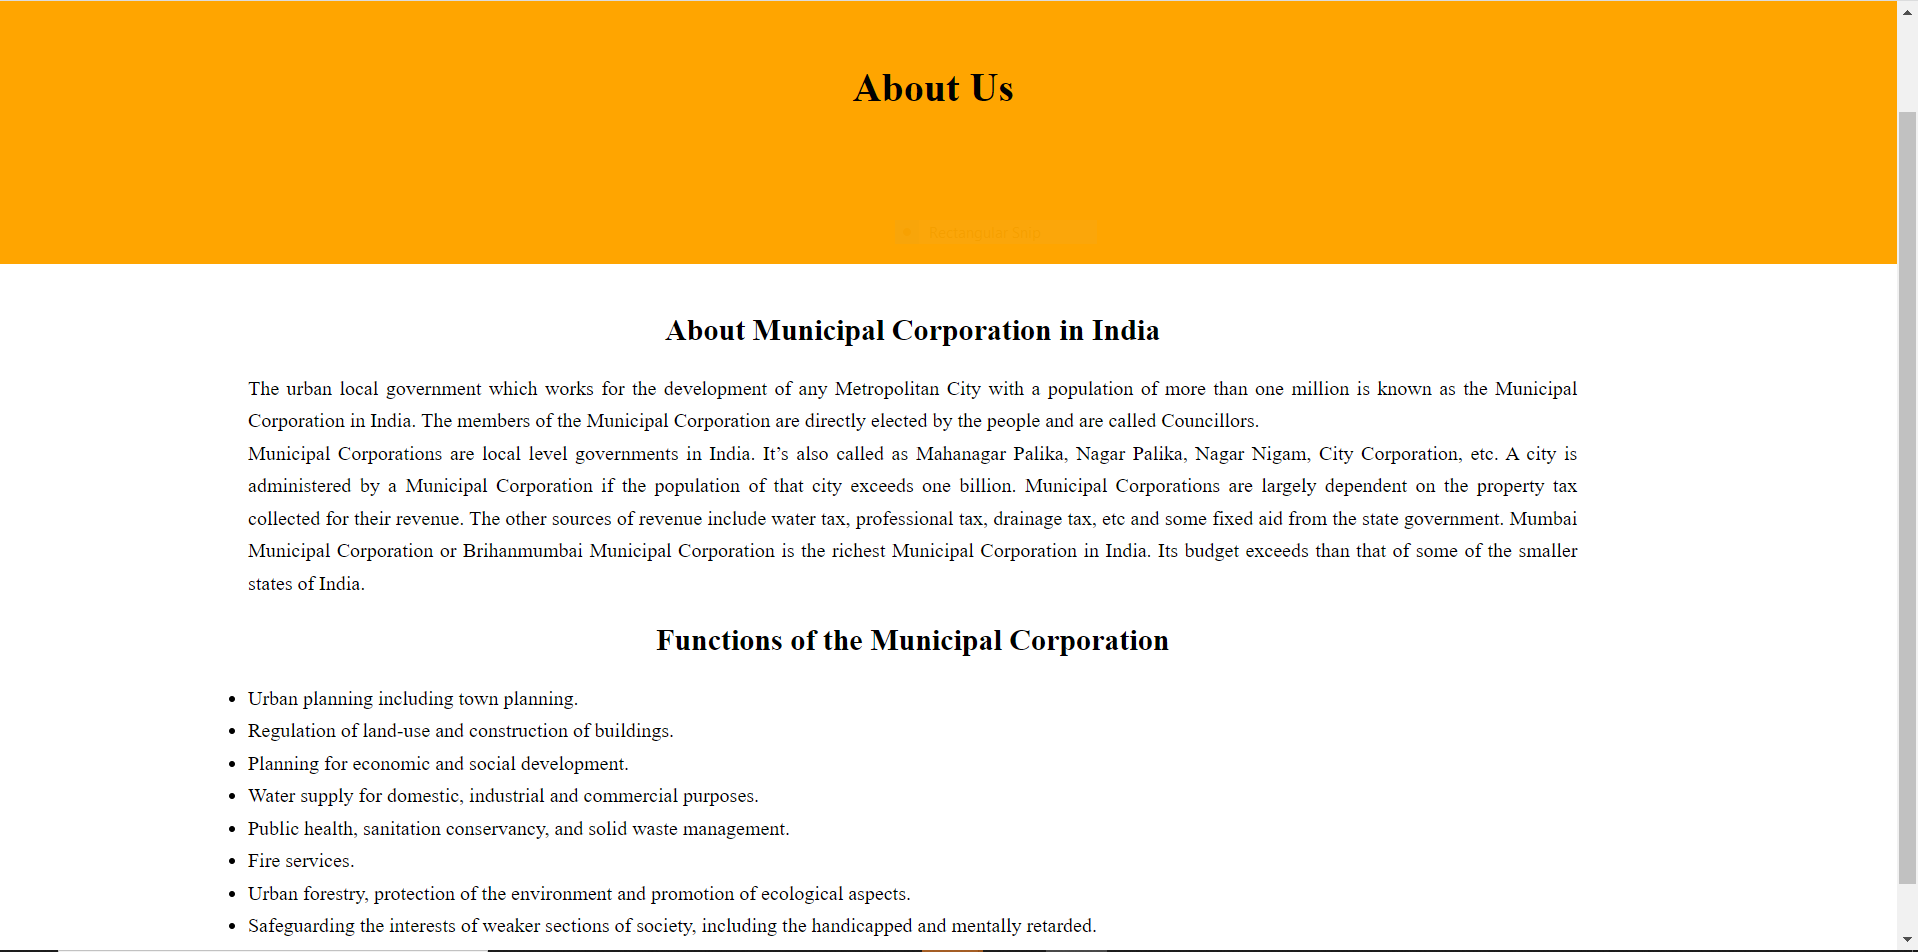 About Us
Rectangular Snip
About Municipal Corporation in India
The urban local government which works for the development of any Metropolitan City with a population of more than one million is known as the Municipal
Corporation in India. The members of the Municipal Corporation are directly elected by the people and are called Councillors.
Municipal Corporations are local level governments in India. It’s also called as Mahanagar Palika, Nagar Palika, Nagar Nigam, City Corporation, etc. A city is
administered by a Municipal Corporation if the population of that city exceeds one billion. Municipal Corporations are largely dependent on the property tax
collected for their revenue. The other sources of revenue include water tax, professional tax, drainage tax, etc and some fixed aid from the state government. Mumbai
Municipal Corporation or Brihanmumbai Municipal Corporation is the richest Municipal Corporation in India. Its budget exceeds than that of some of the smaller
states of India.
Functions of the Municipal Corporation
• Urban planning including town planning.
• Regulation of land-use and construction of buildings.
• Planning for economic and social development.
• Water supply for domestic, industrial and commercial purposes.
• Public health, sanitation conservancy, and solid waste management.
• Fire services.
• Urban forestry, protection of the environment and promotion of ecological aspects.
• Safeguarding the interests of weaker sections of society, including the handicapped and mentally retarded.